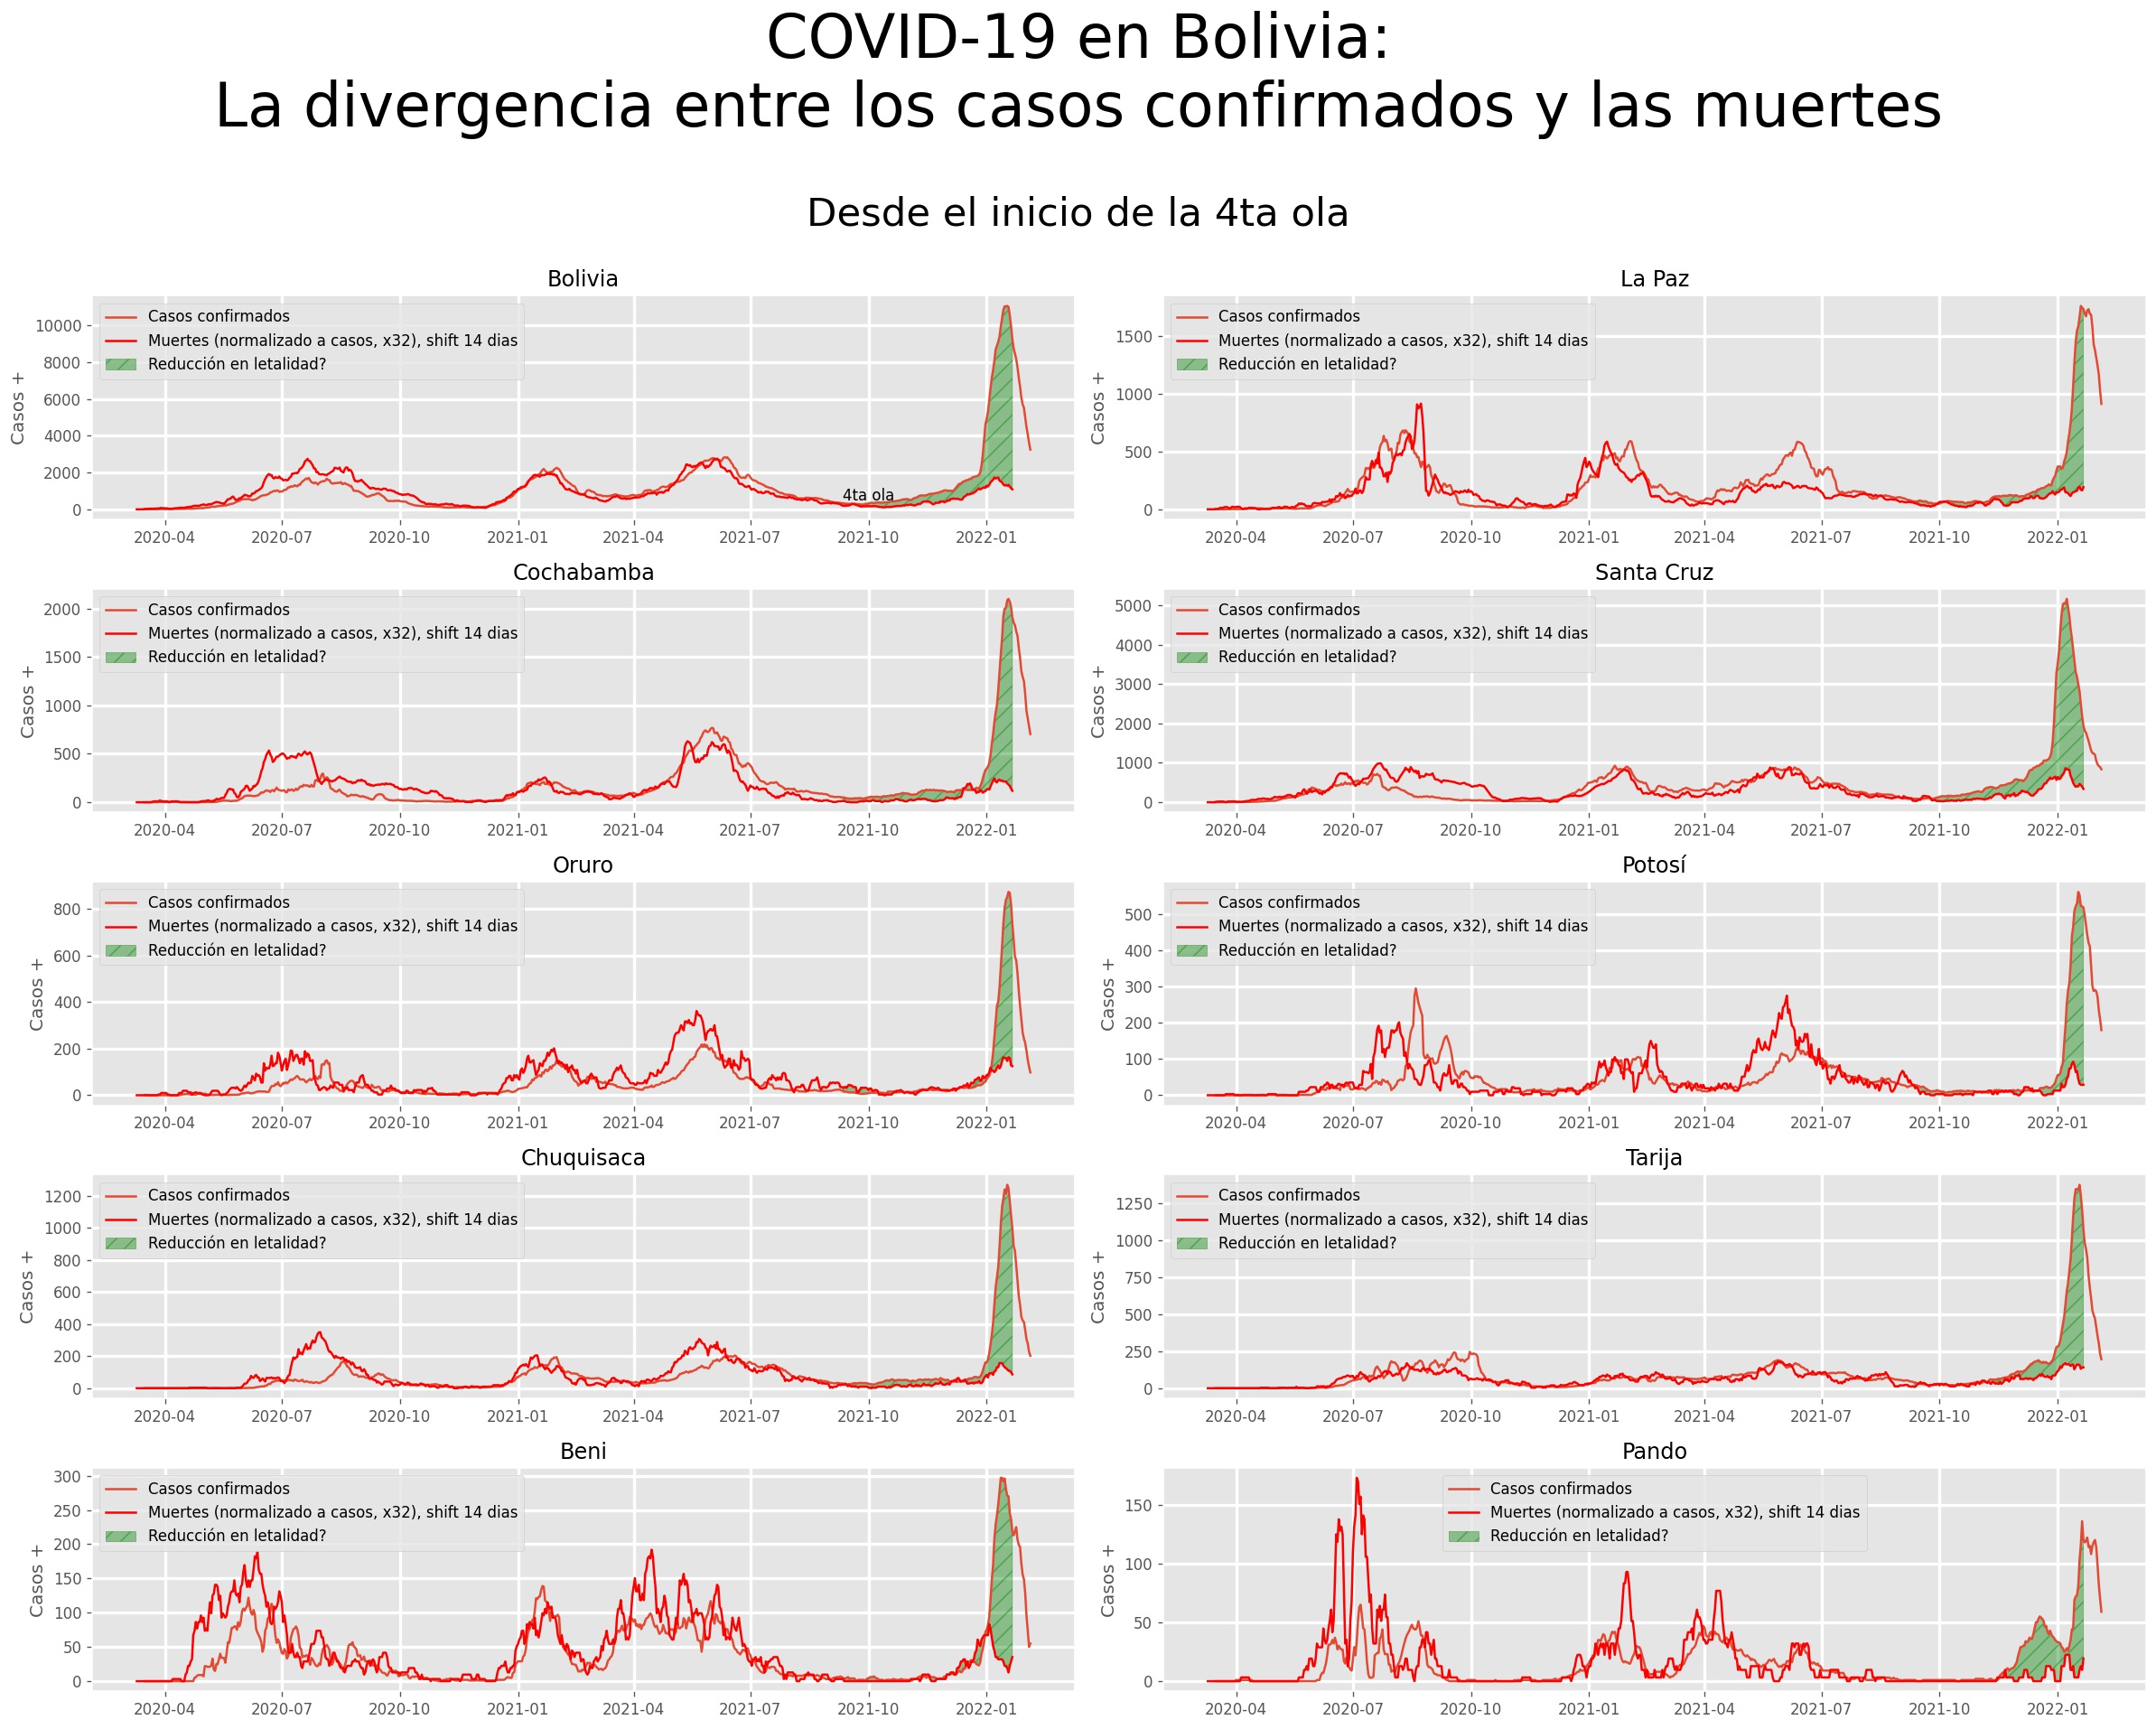 COVID-19 en Bolivia:
La divergencia entre los casos confirmados y las muertes
Desde el inicio de la 4ta ola
Bolivia
Casos +
10000
8000
6000
4000
2000
0
Casos confirmados
Muertes (normalizado a casos, x32), shift 14 dias
Reducción en letalidad?
4ta ola
2020-04 2020-07 2020-10 2021-01 2021-04 2021-07 2021-10 2022-01
La Paz
Casos +
1500
1000
500
0
Casos confirmados
Muertes (normalizado a casos, x32), shift 14 dias
Reducción en letalidad?
2020-04 2020-07 2020-10 2021-01 2021-04 2021-07 2021-10 2022-01
Cochabamba
Casos +
2000
1500
1000
500
0
Casos confirmados
Muertes (normalizado a casos, x32), shift 14 dias
Reducción en letalidad?
2020-04 2020-07 2020-10 2021-01 2021-04 2021-07 2021-10 2022-01
Santa Cruz
Casos +
5000
4000
3000
2000
1000
0
Casos confirmados
Muertes (normalizado a casos, x32), shift 14 dias
Reducción en letalidad?
2020-04 2020-07 2020-10 2021-01 2021-04 2021-07 2021-10 2022-01
Oruro
Casos +
800
600
400
200
0
Casos confirmados
Muertes (normalizado a casos, x32), shift 14 dias
Reducción en letalidad?
2020-04 2020-07 2020-10 2021-01 2021-04 2021-07 2021-10 2022-01
Potosí
Casos +
500
400
300
200
100
0
Casos confirmados
Muertes (normalizado a casos, x32), shift 14 dias
Reducción en letalidad?
2020-04 2020-07 2020-10 2021-01 2021-04 2021-07 2021-10 2022-01
Chuquisaca
Casos +
1200
1000
800
600
400
200
0
Casos confirmados
Muertes (normalizado a casos, x32), shift 14 dias
Reducción en letalidad?
2020-04 2020-07 2020-10 2021-01 2021-04 2021-07 2021-10 2022-01
Tarija
Casos +
1250
1000
750
500
250
0
Casos confirmados
Muertes (normalizado a casos, x32), shift 14 dias
Reducción en letalidad?
2020-04 2020-07 2020-10 2021-01 2021-04 2021-07 2021-10 2022-01
Beni
Casos +
300
250
200
150
100
50
0
Casos confirmados
Muertes (normalizado a casos, x32), shift 14 dias
Reducción en letalidad?
2020-04 2020-07 2020-10 2021-01 2021-04 2021-07 2021-10 2022-01
Pando
Casos +
150
100
50
0
Casos confirmados
Muertes (normalizado a casos, x32), shift 14 dias
Reducción en letalidad?
2020-04 2020-07 2020-10 2021-01 2021-04 2021-07 2021-10 2022-01